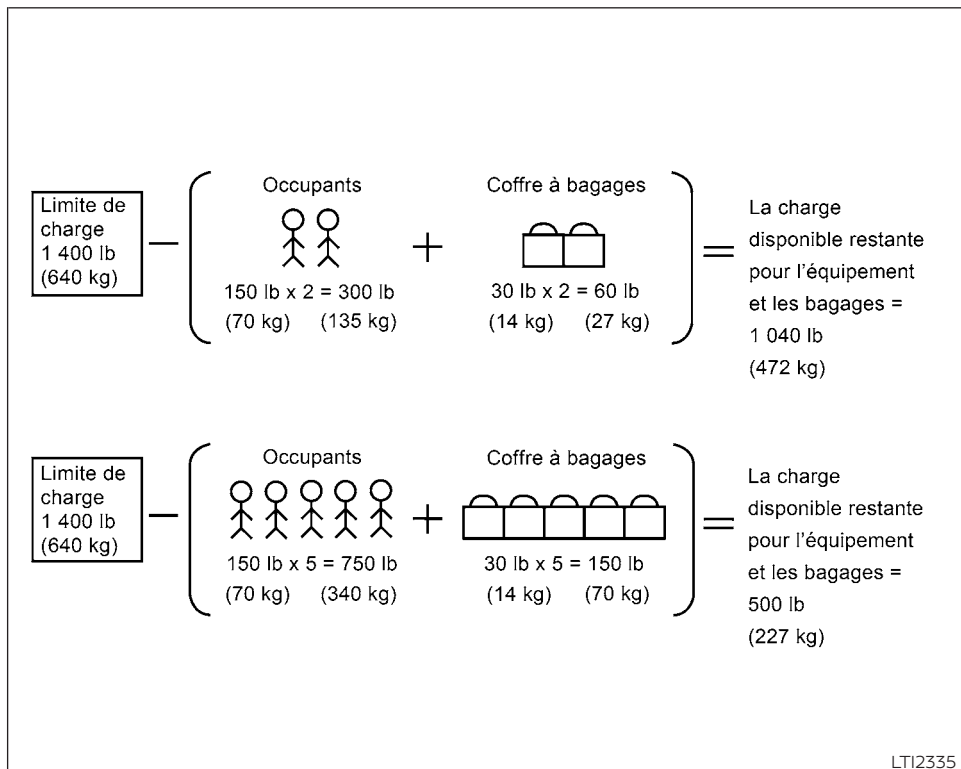 Limite de
charge
1 400 lb
(640 kg)
−
Occupants
150 lb x 2 = 300 lb
(70 kg) (135 kg)
+
Coffre à bagages
30 lb x 2 = 60 lb
(14 kg) (27 kg)
=
La charge
disponible restante
pour l'équipement
et les bagages =
1 040 lb
(472 kg)
Limite de
charge
1 400 lb
(640 kg)
−
Occupants
150 lb x 5 = 750 lb
(70 kg) (340 kg)
+
Coffre à bagages
30 lb x 5 = 150 lb
(14 kg) (70 kg)
=
La charge
disponible restante
pour l'équipement
et les bagages =
500 lb
(227 kg)
LTI2335